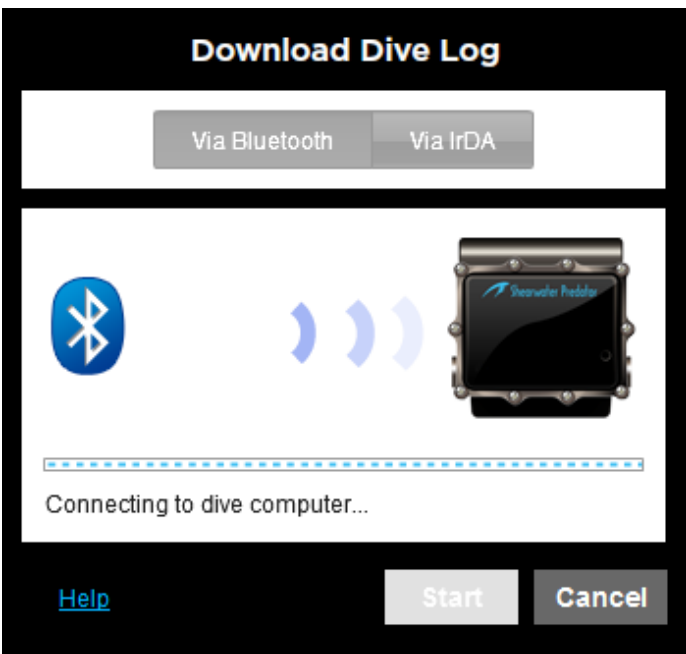 Download Dive Log
Via Bluetooth Via IrDA
Shearwater Predator
Connecting to dive computer...
Help Start Cancel